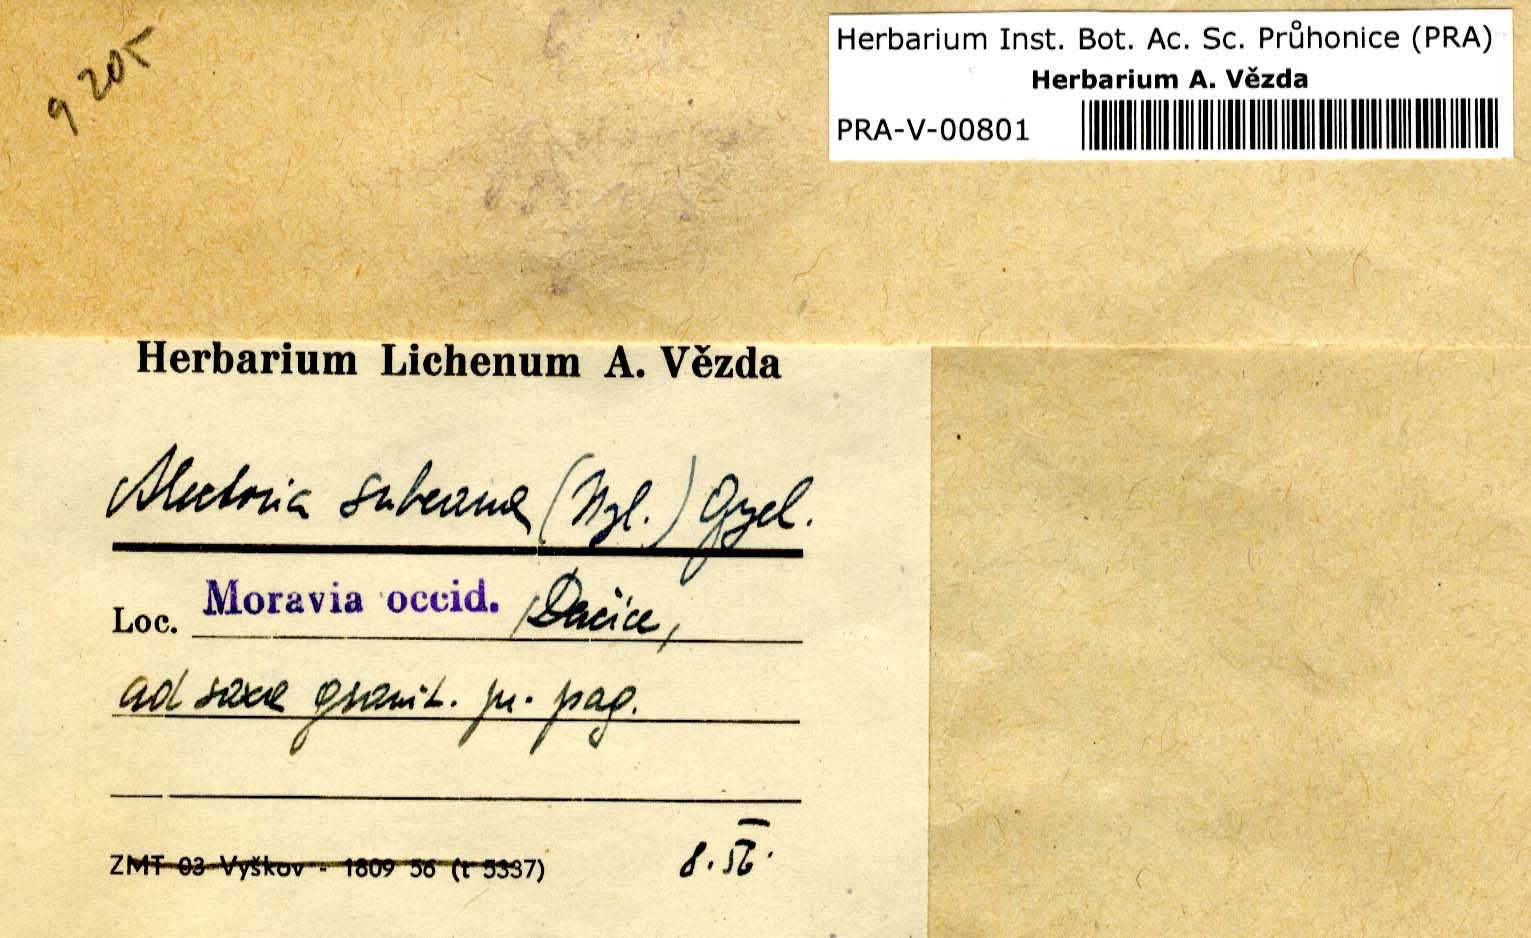 9205
Herbarium Inst. Bot. Ac. Sc. Průhonice (PRA)
Herbarium A. Vězda
PRA-V-00801
Herbarium Lichenum A. Vězda
Alectoria subcana (Nyl.) Gyel.
Loc. Moravia occid. Dačice,
ad saxa granit. pr. pag.
ZMT 03 Vyškov - 1809 56 (t 5337)
8. 56.